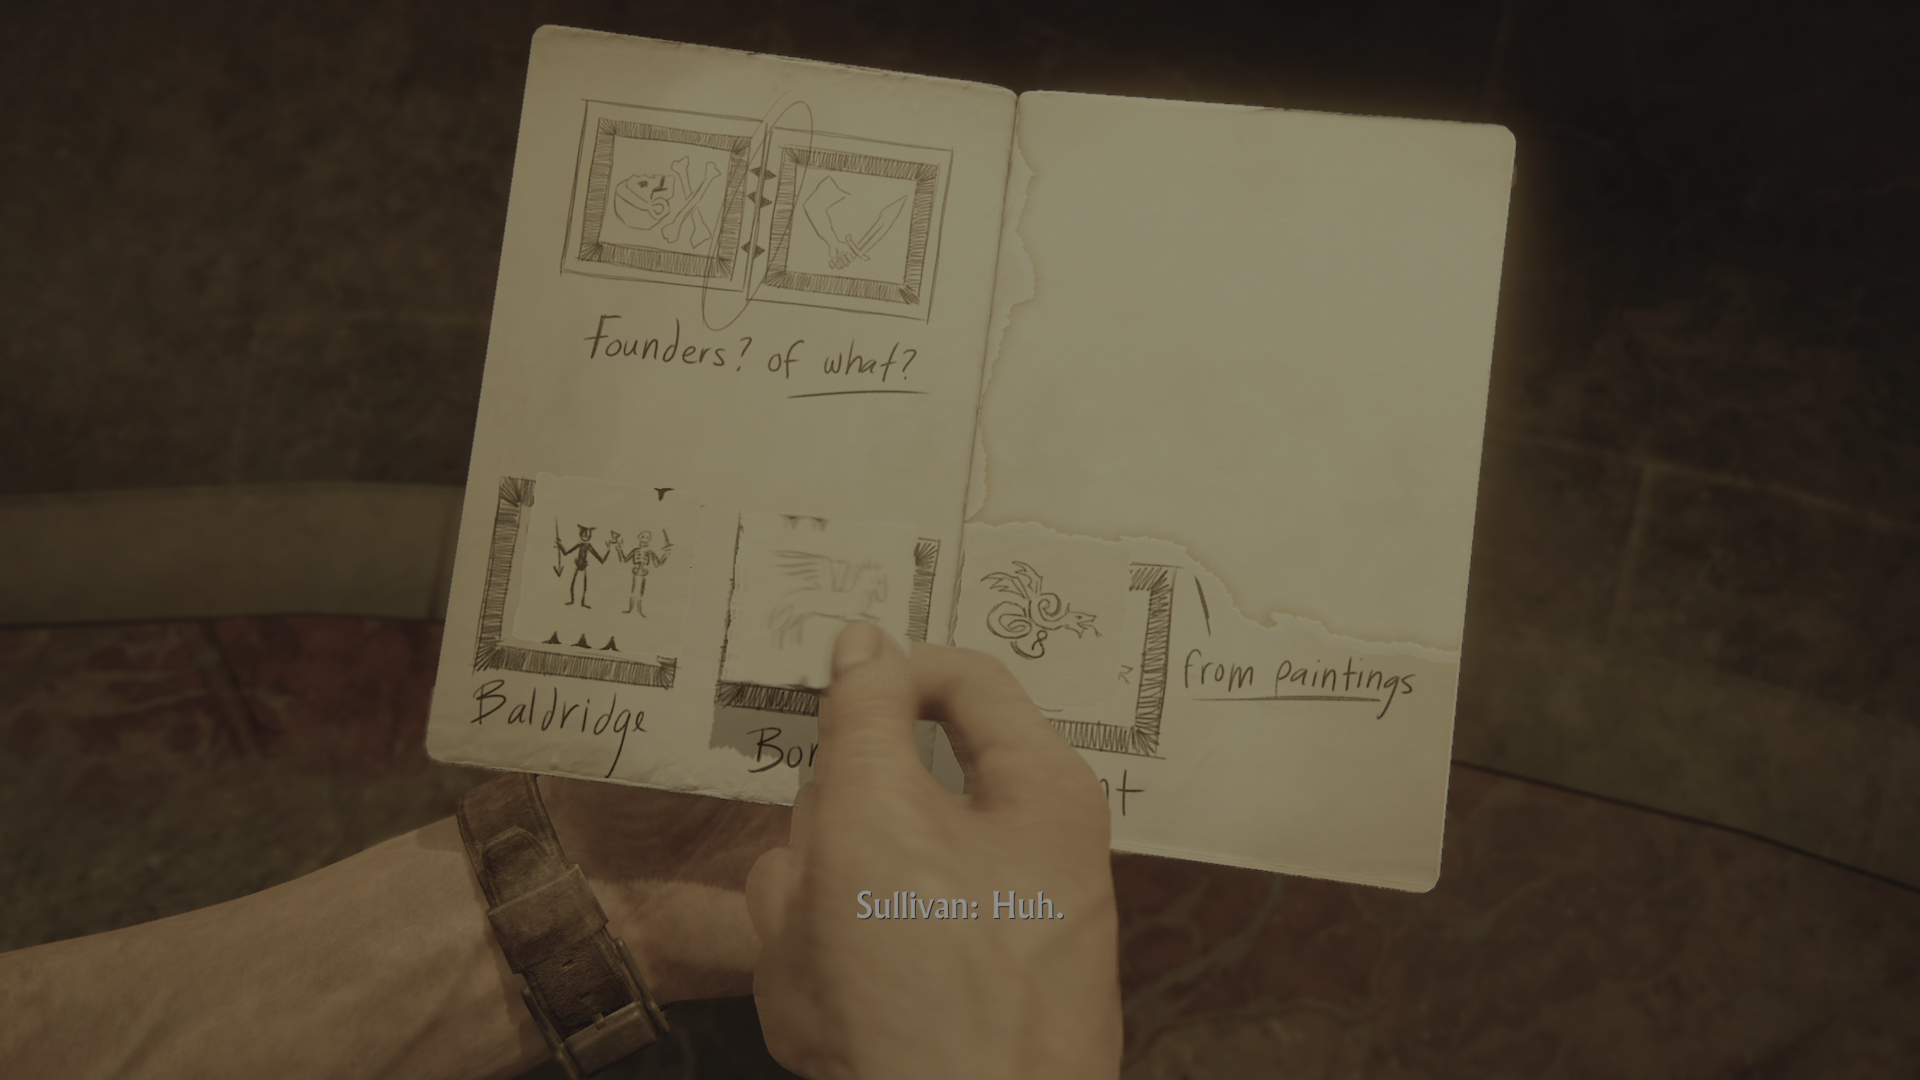 Founders? of what?
Baldridge
from paintings
Sullivan: Huh.